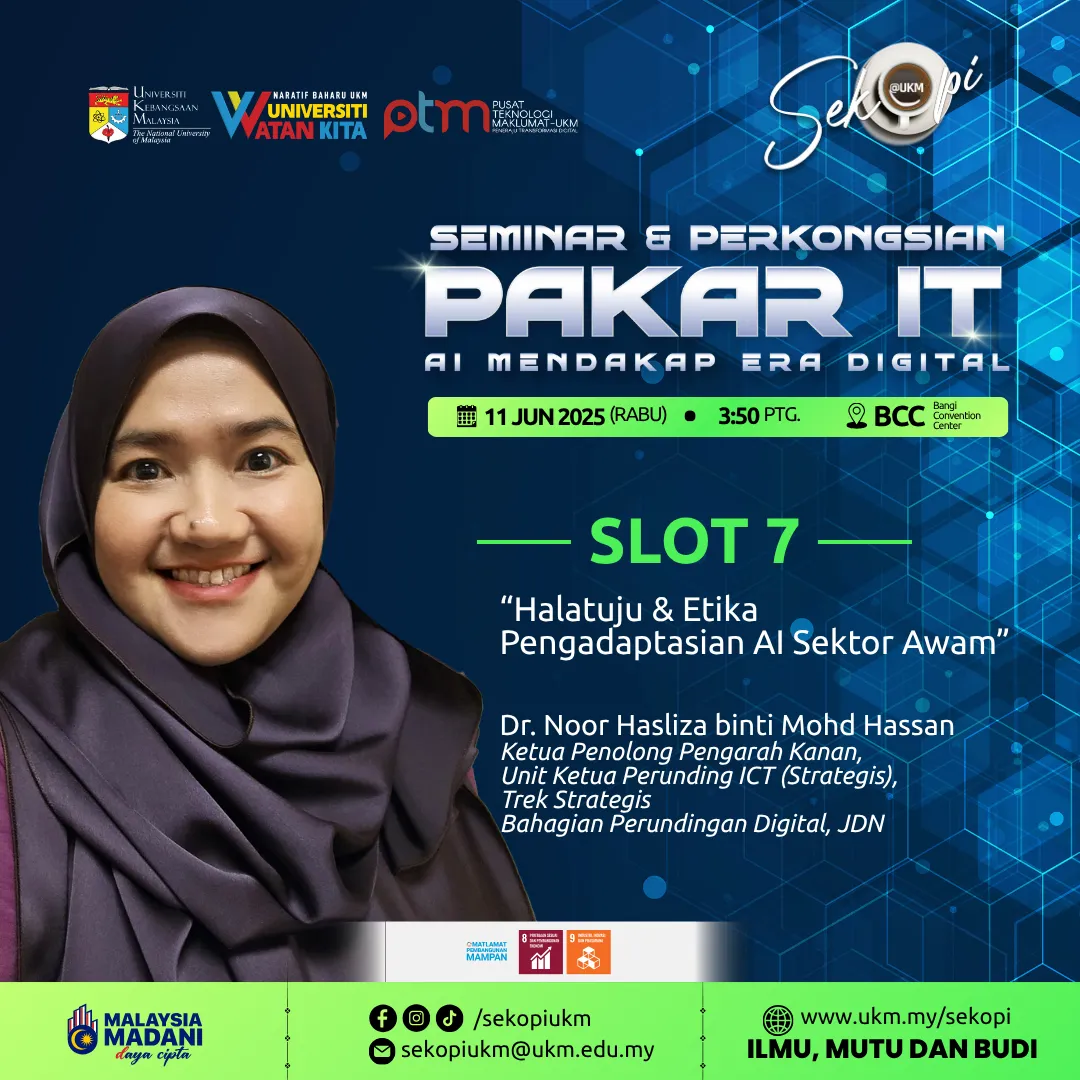 UNIVERSITI
KEBANGSAAN
MALAYSIA
The National University
of Malaysia
NARATIF BAHARU UKM
UNIVERSITI
WATAN KITA
ptm
PUSAT
TEKNOLOGI
MAKLUMAT-UKM
PENERAJU TRANSFORMASI DIGITAL
Sekopi
@UKM
SEMINAR & PERKONGSIAN
PAKAR IT
AI MENDAKAP ERA DIGITAL
11 JUN 2025 (RABU) • 3:50 PTG.
BCC
Bangi
Convention
Center
SLOT 7
“Halatuju & Etika
Pengadaptasian AI Sektor Awam”
Dr. Noor Hasliza binti Mohd Hassan
Ketua Penolong Pengarah Kanan,
Unit Ketua Perunding ICT (Strategis),
Trek Strategis
Bahagian Perundingan Digital, JDN
MATLAMAT
PEMBANGUNAN
MAMPAN
8
9
MALAYSIA
MADANI
daya cipta
/sekopiukm
sekopiukm@ukm.edu.my
www.ukm.my/sekopi
ILMU, MUTU DAN BUDI